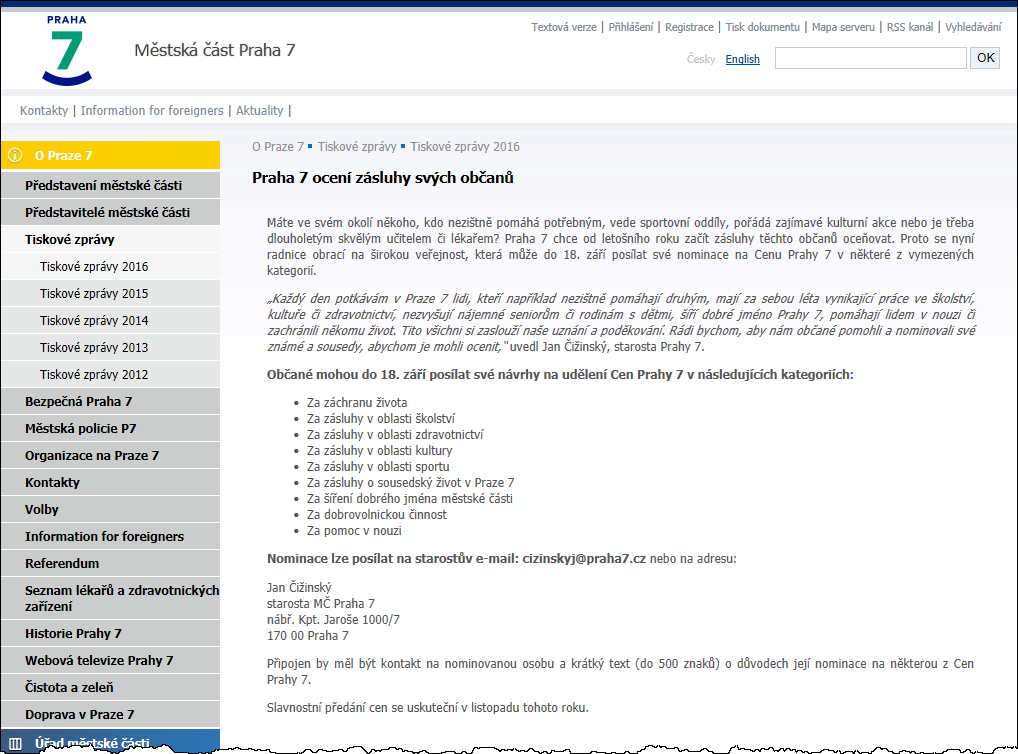 PRAHA
7
Městská část Praha 7
Textová verze | Přihlášení | Registrace | Tisk dokumentu | Mapa serveru | RSS kanál | Vyhledávání
Česky English OK
Kontakty | Information for foreigners | Aktuality |
O Praze 7
Představení městské části
Představitelé městské části
Tiskové zprávy
Tiskové zprávy 2016
Tiskové zprávy 2015
Tiskové zprávy 2014
Tiskové zprávy 2013
Tiskové zprávy 2012
Bezpečná Praha 7
Městská policie P7
Organizace na Praze 7
Kontakty
Volby
Information for foreigners
Referendum
Seznam lékařů a zdravotnických
zařízení
Historie Prahy 7
Webová televize Prahy 7
Čistota a zeleň
Doprava v Praze 7
Úřad městské části
O Praze 7 ▪ Tiskové zprávy ▪ Tiskové zprávy 2016
Praha 7 ocení zásluhy svých občanů
Máte ve svém okolí někoho, kdo nezištně pomáhá potřebným, vede sportovní oddíly, pořádá zajímavé kulturní akce nebo je třeba
dlouholetým skvělým učitelem či lékařem? Praha 7 chce od letošního roku začít zásluhy těchto občanů oceňovat. Proto se nyní
radnice obrací na širokou veřejnost, která může do 18. září posílat své nominace na Cenu Prahy 7 v některé z vymezených
kategorií.
„Každý den potkávám v Praze 7 lidi, kteří například nezištně pomáhají druhým, mají za sebou léta vynikající práce ve školství,
kultuře či zdravotnictví, nezvyšují nájemné seniorům či rodinám s dětmi, šíří dobré jméno Prahy 7, pomáhají lidem v nouzi či
zachránili někomu život. Tito všichni si zaslouží naše uznání a poděkování. Rádi bychom, aby nám občané pomohli a nominovali své
známé a sousedy, abychom je mohli ocenit," uvedl Jan Čižinský, starosta Prahy 7.
Občané mohou do 18. září posílat své návrhy na udělení Cen Prahy 7 v následujících kategoriích:
• Za záchranu života
• Za zásluhy v oblasti školství
• Za zásluhy v oblasti zdravotnictví
• Za zásluhy v oblasti kultury
• Za zásluhy v oblasti sportu
• Za zásluhy o sousedský život v Praze 7
• Za šíření dobrého jména městské části
• Za dobrovolnickou činnost
• Za pomoc v nouzi
Nominace lze posílat na starostův e-mail: cizinskyj@praha7.cz nebo na adresu:
Jan Čižinský
starosta MČ Praha 7
nábř. Kpt. Jaroše 1000/7
170 00 Praha 7
Připojen by měl být kontakt na nominovanou osobu a krátký text (do 500 znaků) o důvodech její nominace na některou z Cen
Prahy 7.
Slavnostní předání cen se uskuteční v listopadu tohoto roku.